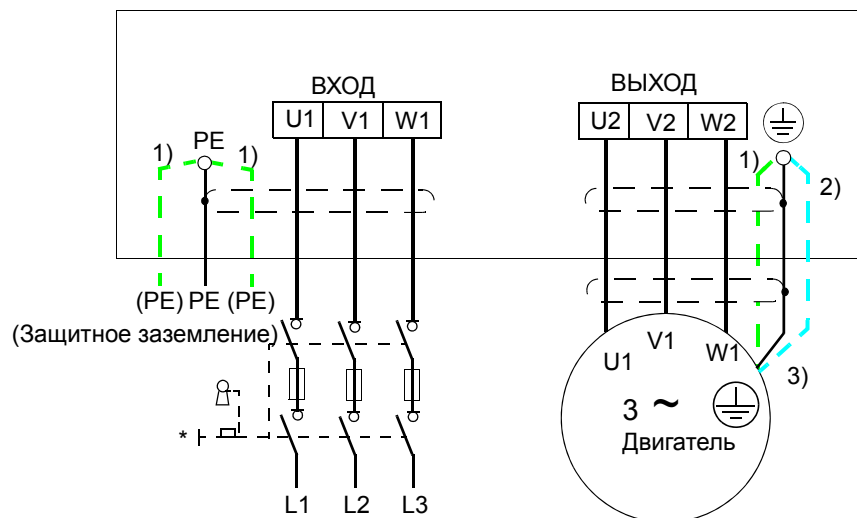 ВХОД ВЫХОД
U1 V1 W1 U2 V2 W2
PE
1) 1) 1) 2)
(PE) PE (PE)
(Защитное заземление)
U1 V1 W1
3)
3 ~
Двигатель
*
L1 L2 L3